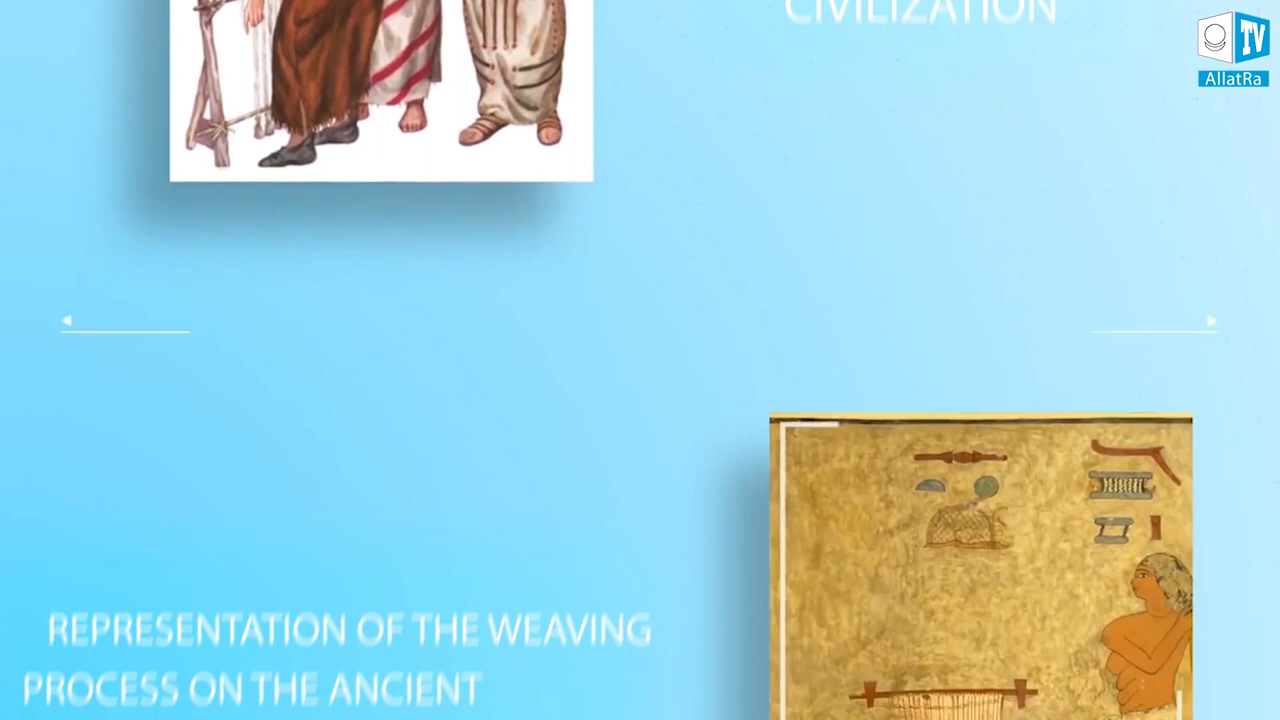 CIVILIZATION
TV
AllatRa
REPRESENTATION OF THE WEAVING
PROCESS ON THE ANCIENT